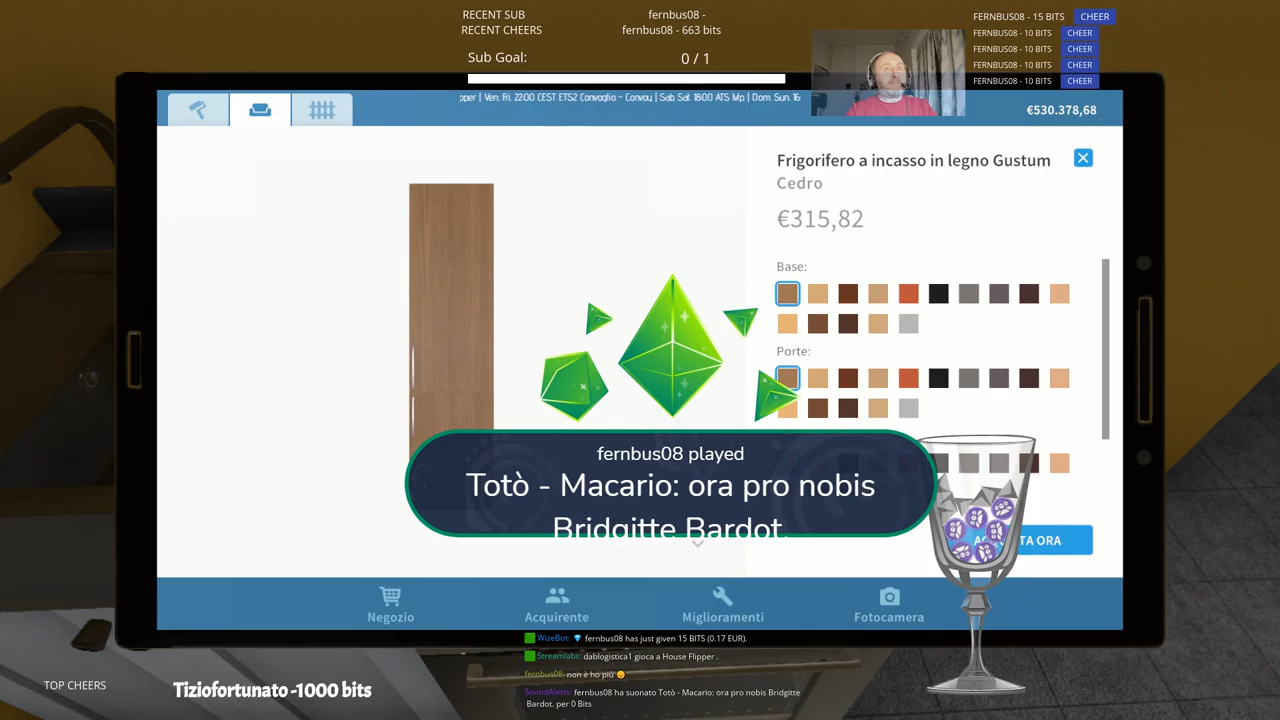 RECENT SUB
fernbus08 -
RECENT CHEERS
fernbus08 - 663 bits
Sub Goal:
0 / 1
FERNBUS08 - 15 BITS CHEER
FERNBUS08 - 10 BITS CHEER
FERNBUS08 - 10 BITS CHEER
FERNBUS08 - 10 BITS CHEER
FERNBUS08 - 10 BITS CHEER
pper | Ven. Fri. 22:00 CEST ETS2 Convoglio - Convoy | Sab Sat. 18:00 ATS Mp | Dom. Sun. 16
€530.378,68
Frigorifero a incasso in legno Gustum
Cedro
€315,82
Base:
Porte:
fernbus08 played
Totò - Macario: ora pro nobis
Bridgitte Bardot.
TA ORA
Negozio
Acquirente
Miglioramenti
Fotocamera
WizeBot: fernbus08 has just given 15 BITS (0.17 EUR).
Streamlabs: dablogistica1 gioca a House Flipper .
fernbus08: non è ho più
SoundAlerts: fernbus08 ha suonato Totò - Macario: ora pro nobis Bridgitte
Bardot. per 0 Bits
TOP CHEERS
Tiziofortunato -1000 bits